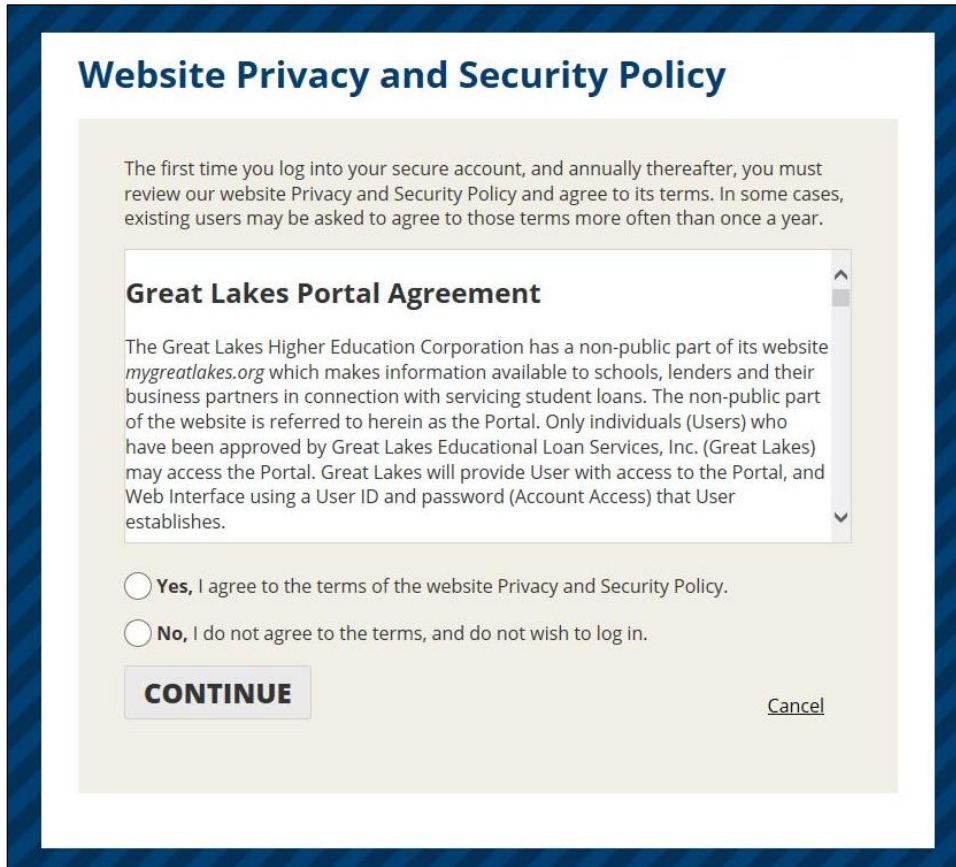 Website Privacy and Security Policy
The first time you log into your secure account, and annually thereafter, you must
review our website Privacy and Security Policy and agree to its terms. In some cases,
existing users may be asked to agree to those terms more often than once a year.
Great Lakes Portal Agreement
The Great Lakes Higher Education Corporation has a non-public part of its website
mygreatlakes.org which makes information available to schools, lenders and their
business partners in connection with servicing student loans. The non-public part
of the website is referred to herein as the Portal. Only individuals (Users) who
have been approved by Great Lakes Educational Loan Services, Inc. (Great Lakes)
may access the Portal. Great Lakes will provide User with access to the Portal, and
Web Interface using a User ID and password (Account Access) that User
establishes.
Yes, I agree to the terms of the website Privacy and Security Policy.
No, I do not agree to the terms, and do not wish to log in.
CONTINUE
Cancel